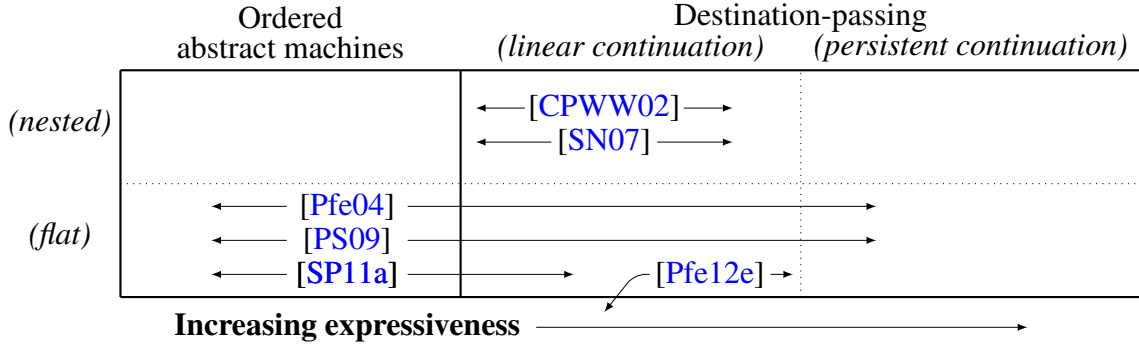 Ordered
abstract machines
Destination-passing
(linear continuation) (persistent continuation)
(nested)
[CPWW02]
[SN07]
(flat)
[Pfe04]
[PS09]
[SP11a]
[Pfe12e]
Increasing expressiveness